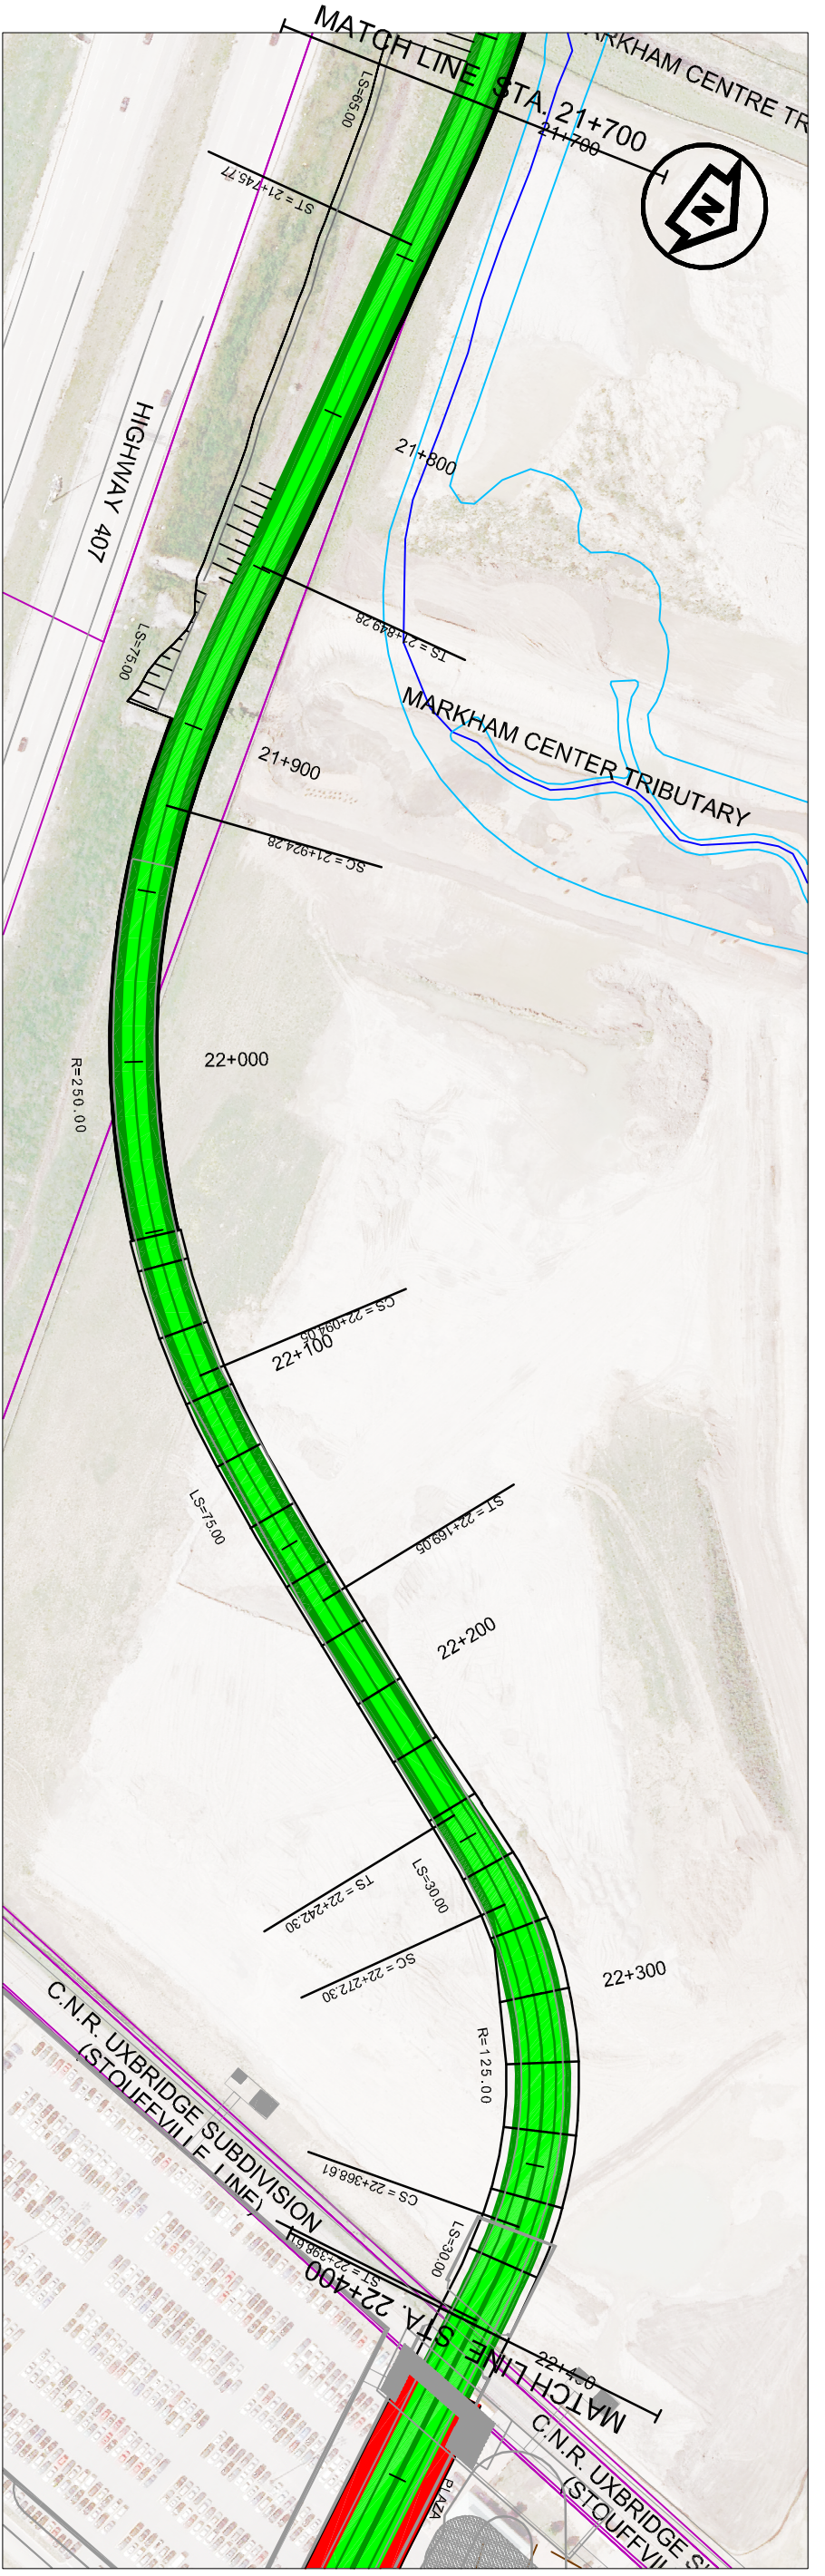 MATCH LINE STA. 21+700
ARKHAM CENTRE TR
21+700
N
LS=65.00
ST = 21+745.77
HIGHWAY 407
21+800
TS = 21+849.28
LS=75.00
MARKHAM CENTER TRIBUTARY
21+900
SC = 21+924.28
22+000
R=250.00
CS = 22+094.05
22+100
LS=75.00
ST = 22+169.05
22+200
TS = 22+242.30
LS=30.00
SC = 22+272.30
22+300
R=125.00
C.N.R. UXBRIDGE SUBDIVISION
(STOUFFVILLE LINE)
CS = 22+368.61
LS=30.00
ST = 22+398.61
MATCH LINE STA. 22+400
22+400
C.N.R. UXBRIDGE S
(STOUFFVIL
PLAZA